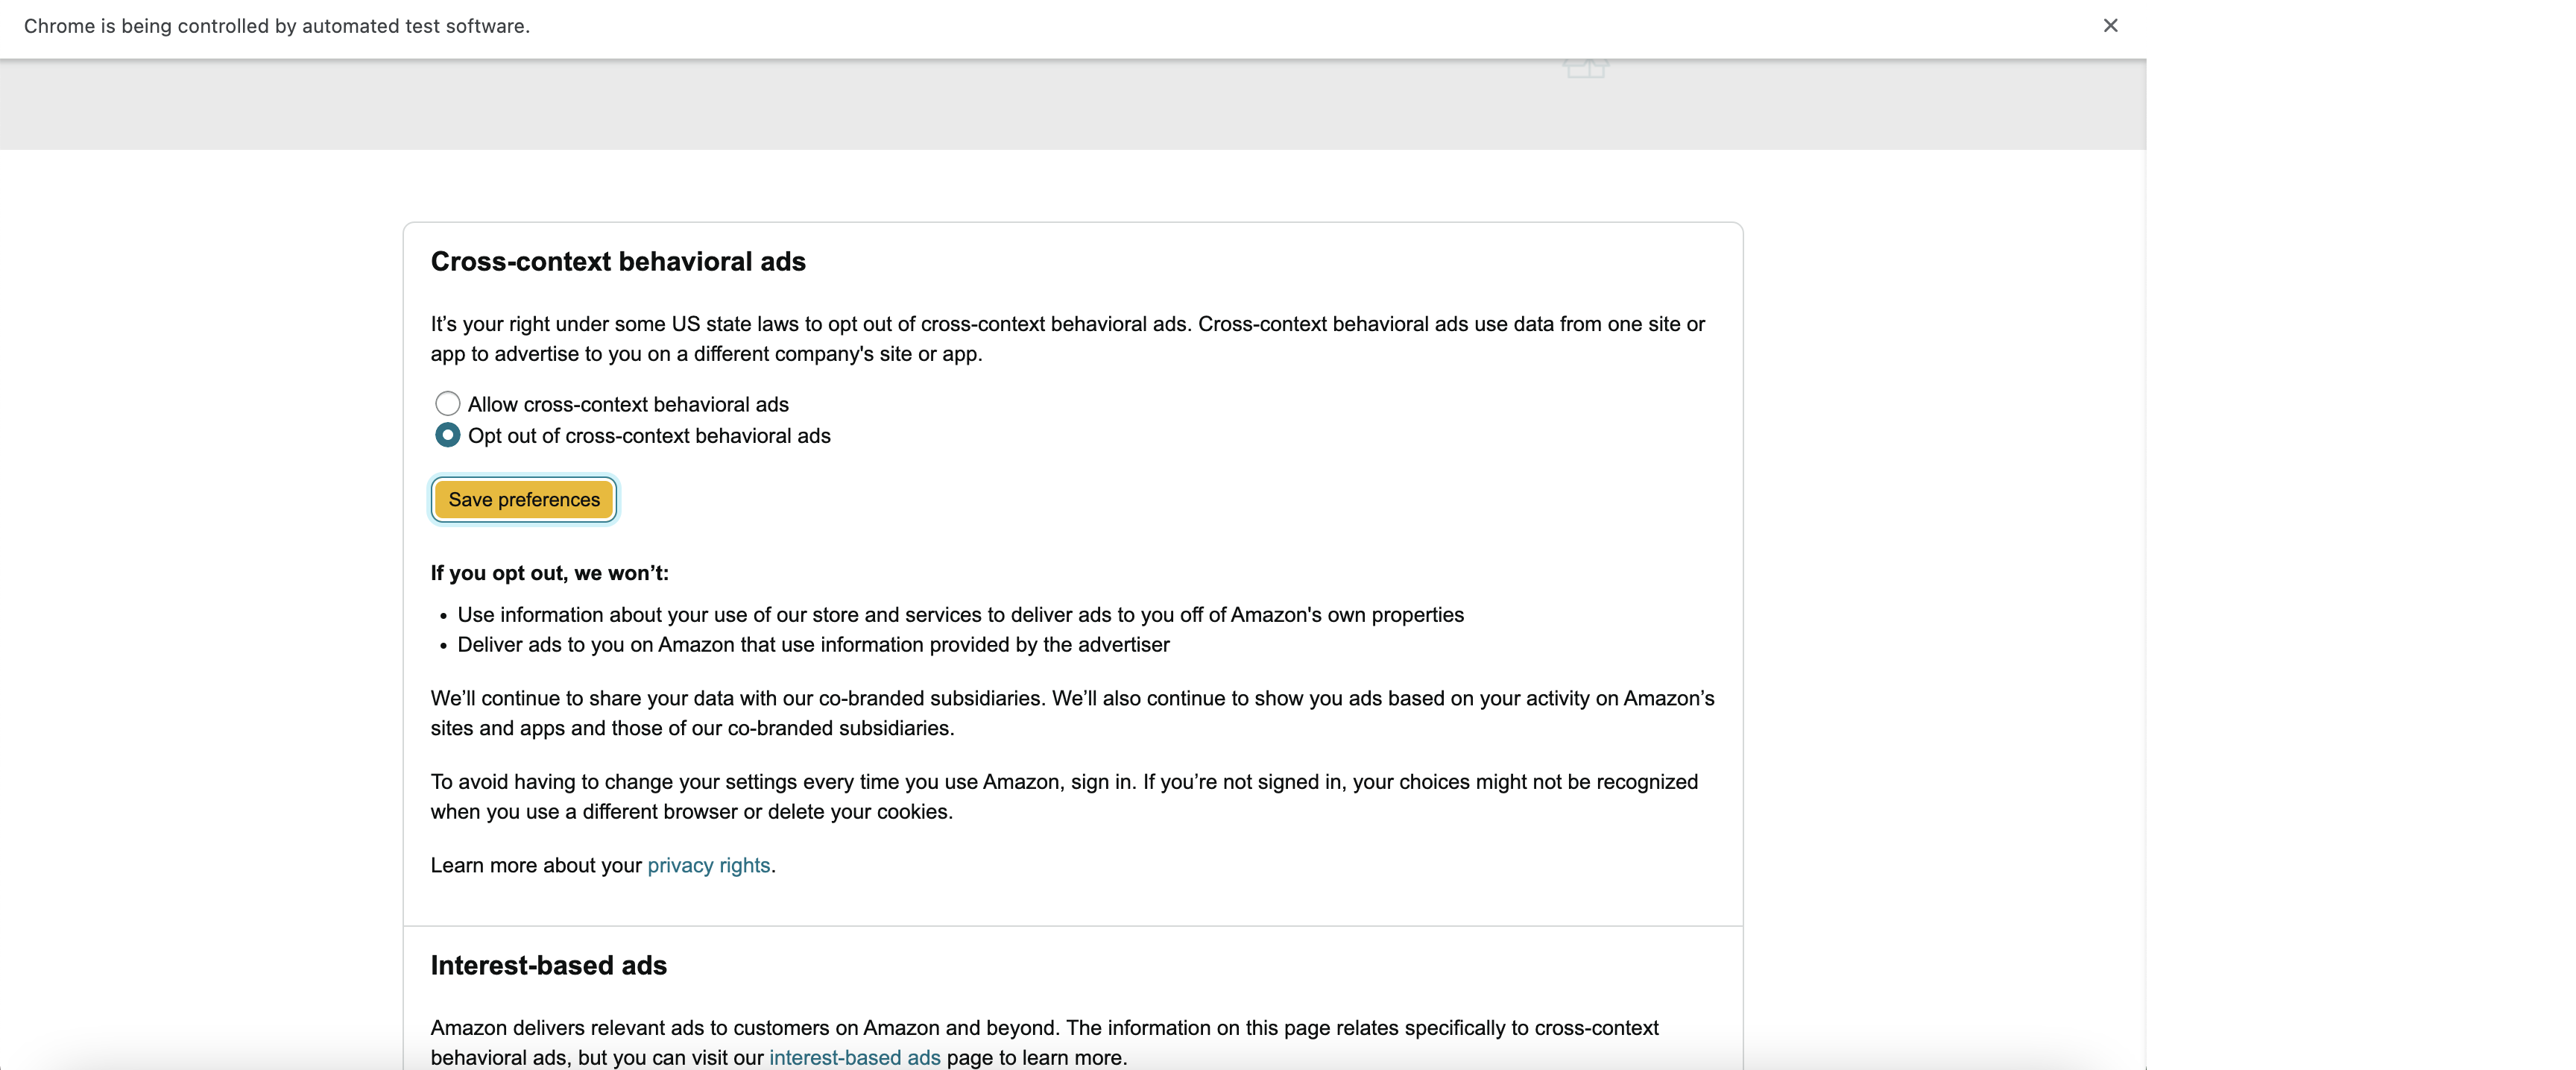 Chrome is being controlled by automated test software.
Cross-context behavioral ads
It’s your right under some US state laws to opt out of cross-context behavioral ads. Cross-context behavioral ads use data from one site or
app to advertise to you on a different company's site or app.
Allow cross-context behavioral ads
Opt out of cross-context behavioral ads
Save preferences
If you opt out, we won’t:
• Use information about your use of our store and services to deliver ads to you off of Amazon's own properties
• Deliver ads to you on Amazon that use information provided by the advertiser
We’ll continue to share your data with our co-branded subsidiaries. We’ll also continue to show you ads based on your activity on Amazon’s
sites and apps and those of our co-branded subsidiaries.
To avoid having to change your settings every time you use Amazon, sign in. If you’re not signed in, your choices might not be recognized
when you use a different browser or delete your cookies.
Learn more about your privacy rights.
Interest-based ads
Amazon delivers relevant ads to customers on Amazon and beyond. The information on this page relates specifically to cross-context
behavioral ads, but you can visit our interest-based ads page to learn more.